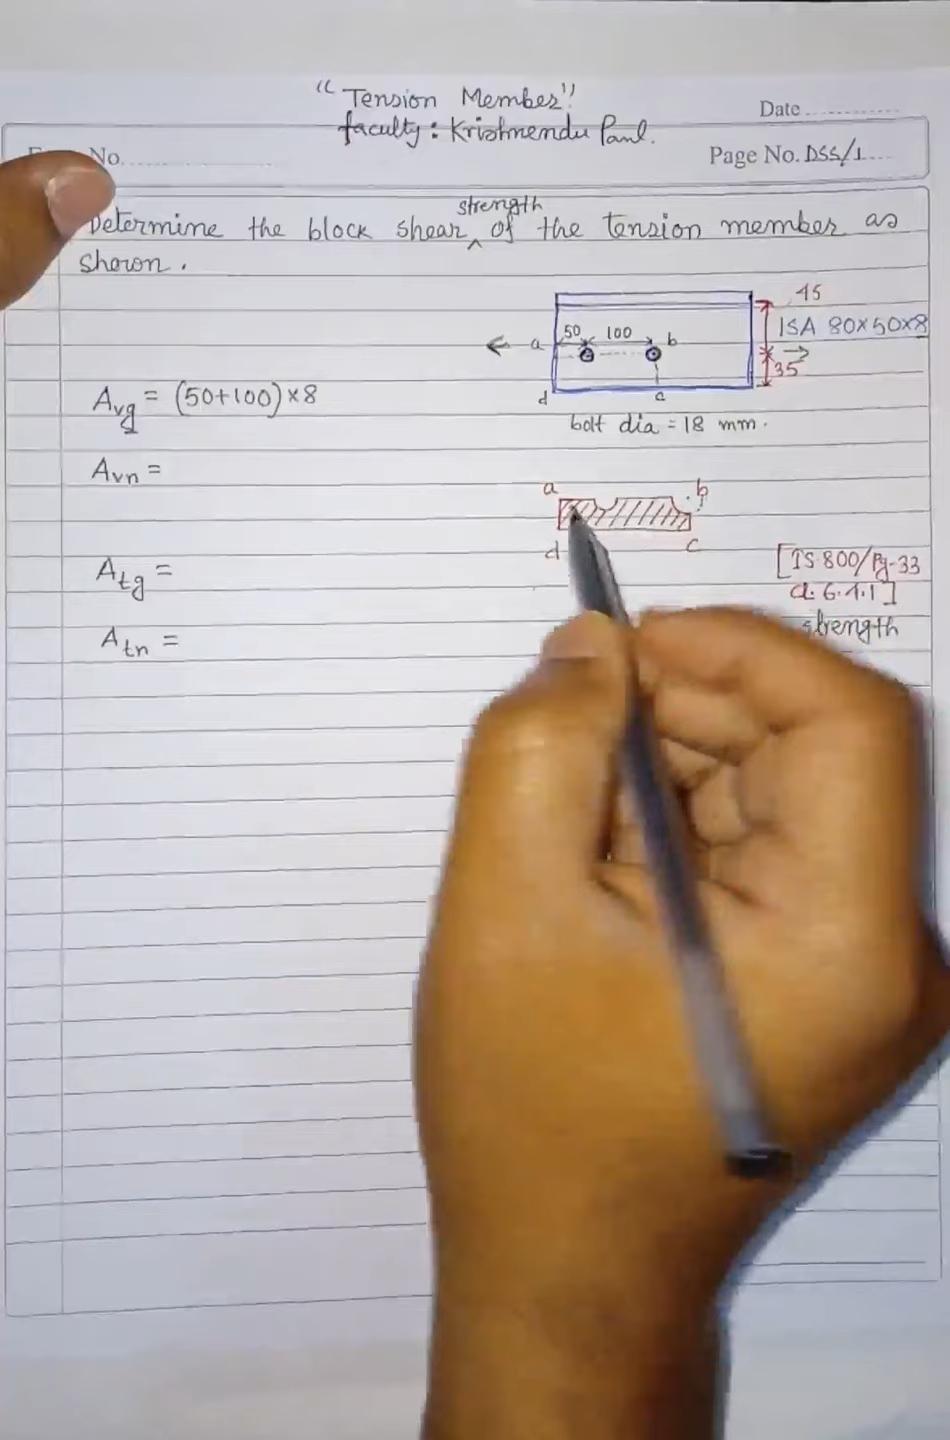 "Tension Member"
faculty: Krishnendu Paul.
Date
No.
Page No. DSS/1
strength
Determine the block shear ^ of the tension member as
shown.
45
50 100
a b
ISA 80×50×8
35
d c
Avg = (50+100)×8
bolt dia = 18 mm.
Avn =
a b
d c
[IS 800/Pg-33
Cl. 6.4.1]
Atg =
strength
Atn =